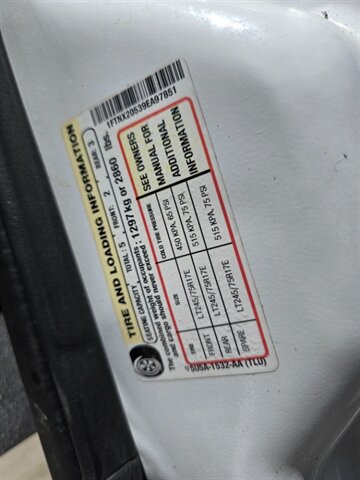 1FTNX20539EA97851
TIRE AND LOADING INFORMATION
SEATING CAPACITY TOTAL: 5 FRONT: 2 REAR: 3
The combined weight of occupants
and cargo should never exceed: 1297 kg or 2860 lbs.
TIRE SIZE COLD TIRE PRESSURE
FRONT LT245/75R17E 450 KPA, 65 PSI
REAR LT245/75R17E 515 KPA, 75 PSI
SPARE LT245/75R17E 515 KPA, 75 PSI
SEE OWNERS
MANUAL FOR
ADDITIONAL
INFORMATION
5U5A-1532-AA (TLD)